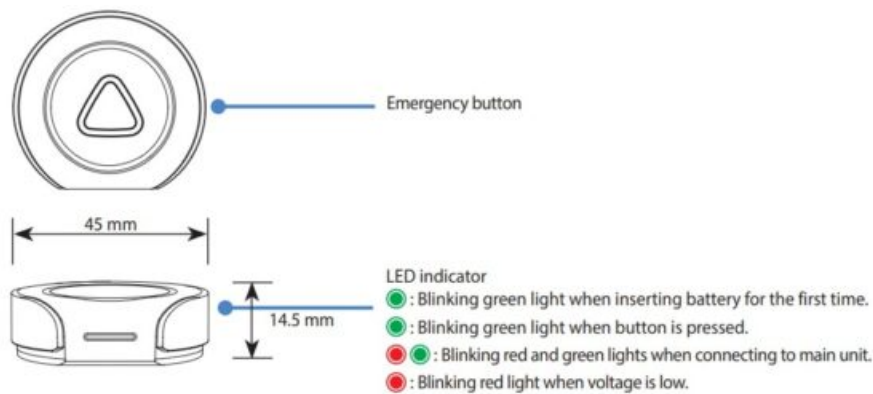 Emergency button
45 mm
14.5 mm
LED indicator
: Blinking green light when inserting battery for the first time.
: Blinking green light when button is pressed.
: Blinking red and green lights when connecting to main unit.
: Blinking red light when voltage is low.